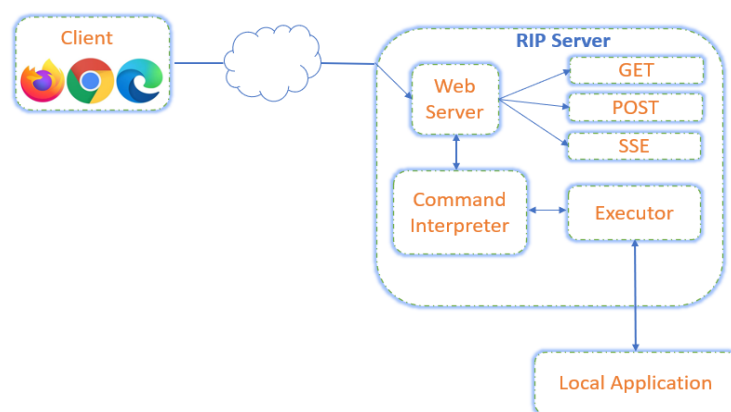 Client
RIP Server
Web
Server
GET
POST
SSE
Command
Interpreter
Executor
Local Application